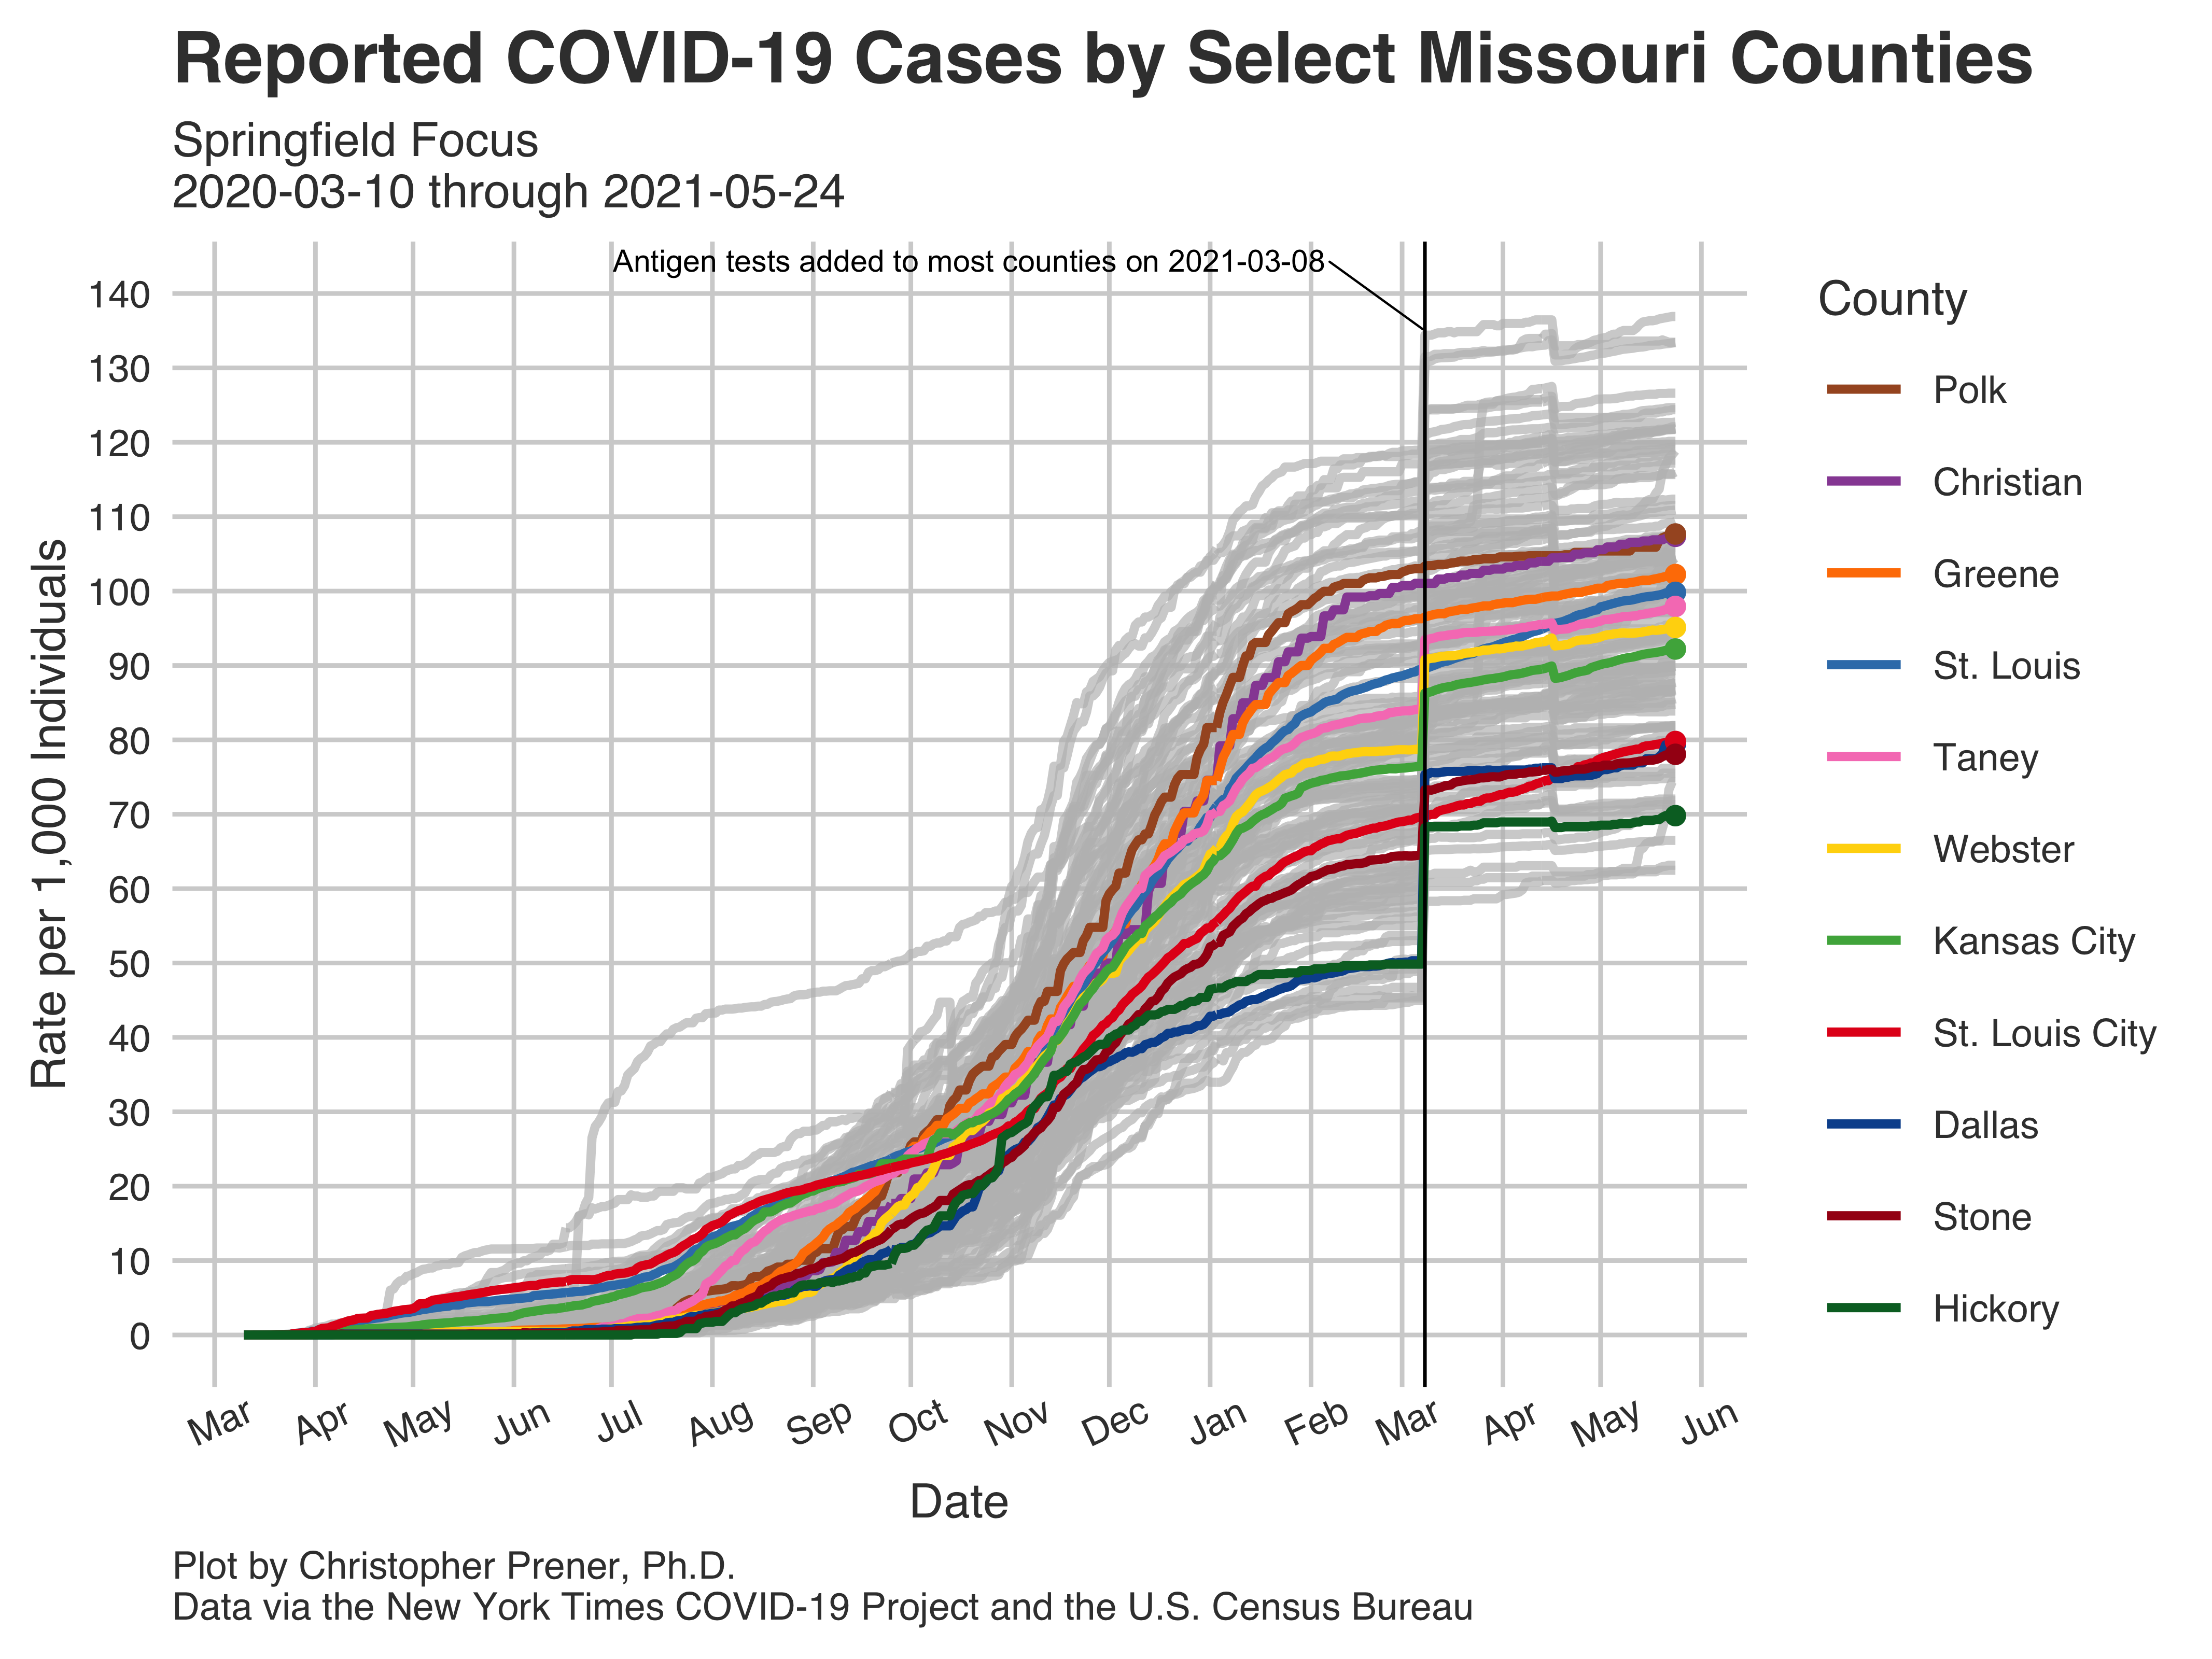 Reported COVID-19 Cases by Select Missouri Counties
Springfield Focus
2020-03-10 through 2021-05-24
Antigen tests added to most counties on 2021-03-08
140
130
120
110
100
90
80
70
60
50
40
30
20
10
0
Rate per 1,000 Individuals
Mar
Apr
May
Jun
Jul
Aug
Sep
Oct
Nov
Dec
Jan
Feb
Mar
Apr
May
Jun
Date
County
Polk
Christian
Greene
St. Louis
Taney
Webster
Kansas City
St. Louis City
Dallas
Stone
Hickory
Plot by Christopher Prener, Ph.D.
Data via the New York Times COVID-19 Project and the U.S. Census Bureau